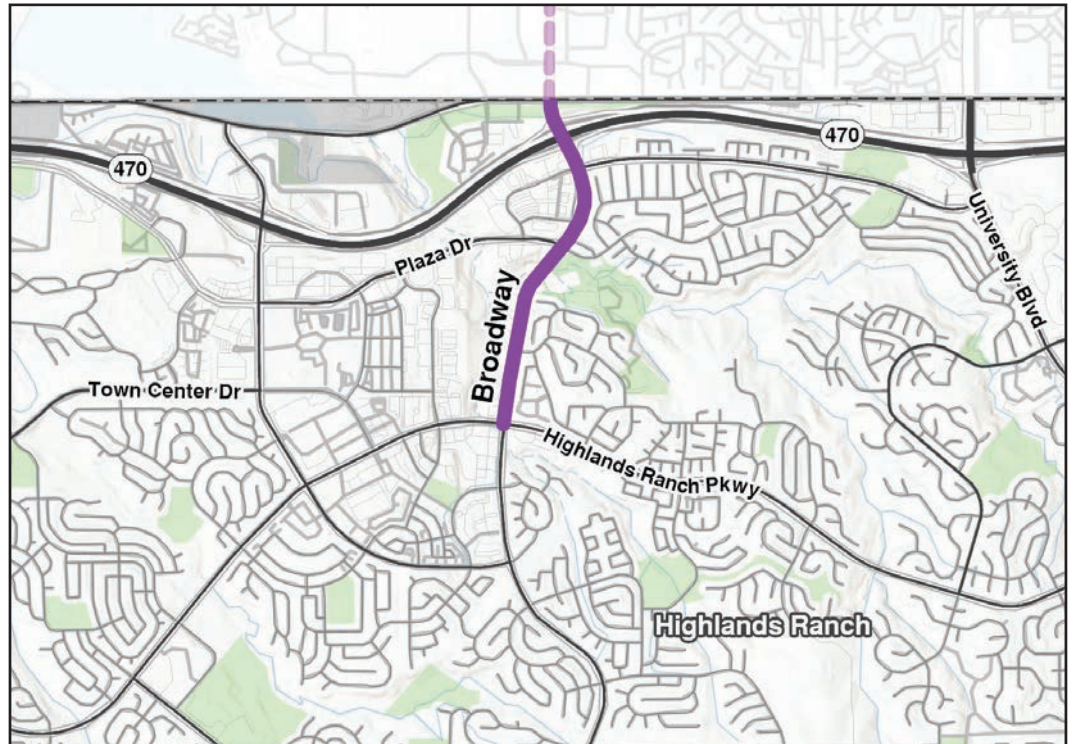 470
470
University Blvd
Plaza Dr
Broadway
Town Center Dr
Highlands Ranch Pkwy
Highlands Ranch